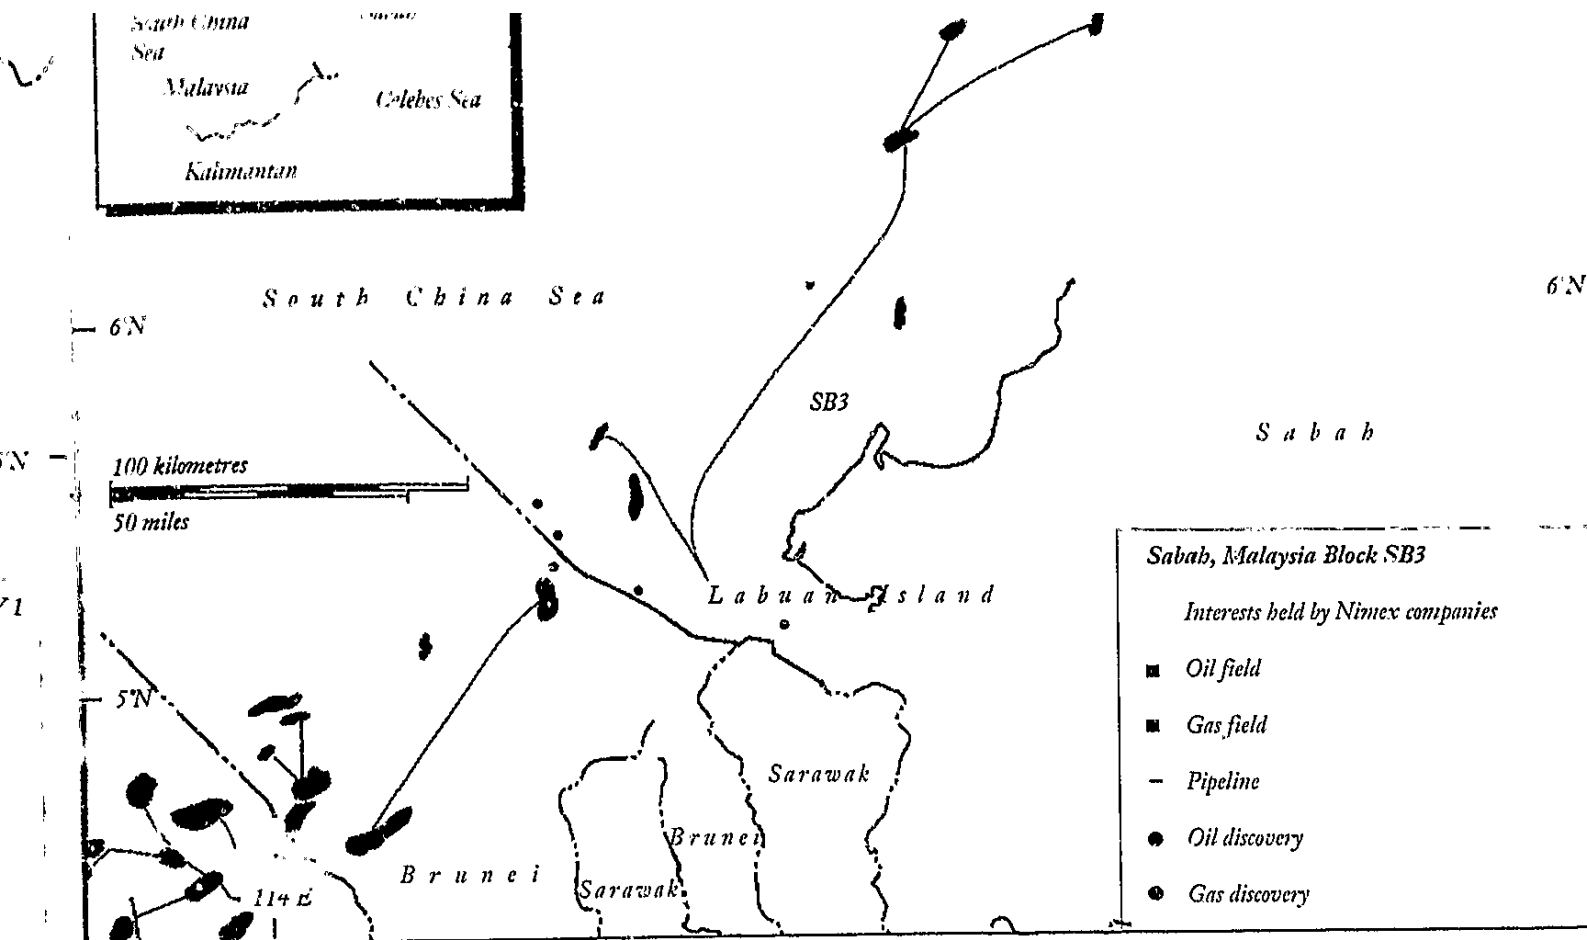 South China
Sea
Malaysia
Celebes Sea
Kalimantan
South China Sea
6°N
6°N
SB3
Sabah
100 kilometres
50 miles
Labuan Island
5°N
Sarawak
Brunei
Brunei
Sarawak
114 E
Sabah, Malaysia Block SB3
Interests held by Nimex companies
Oil field
Gas field
Pipeline
Oil discovery
Gas discovery